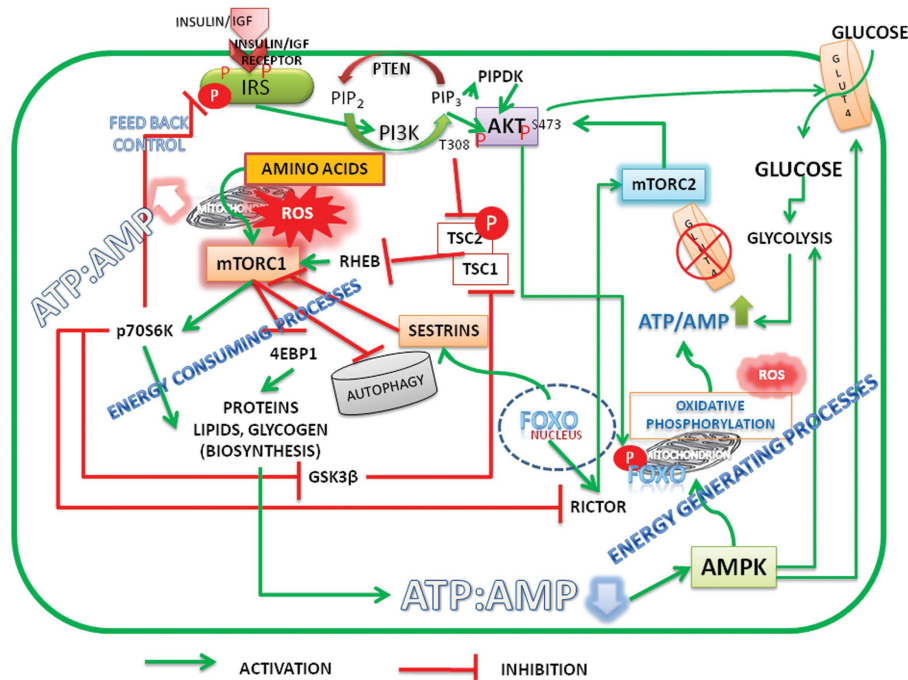 INSULIN/IGF
INSULIN/IGF
RECEPTOR
P
P
IRS
P
FEED BACK
CONTROL
PTEN
PIP2
PIP3
PI3K
PIPDK
AKT
P
P
S473
T308
GLUCOSE
GLUT4
GLUCOSE
GLYCOLYSIS
mTORC2
GLUT4
ATP/AMP
AMINO ACIDS
MITOCHOND
ROS
ATP:AMP
mTORC1
RHEB
TSC2
P
TSC1
p70S6K
ENERGY CONSUMING PROCESSES
4EBP1
SESTRINS
AUTOPHAGY
PROTEINS
LIPIDS, GLYCOGEN
(BIOSYNTHESIS)
GSK3β
FOXO
NUCLEUS
RICTOR
ROS
OXIDATIVE
PHOSPHORYLATION
P
MITOCHONDRION
FOXO
ENERGY GENERATING PROCESSES
ATP:AMP
AMPK
ACTIVATION
INHIBITION